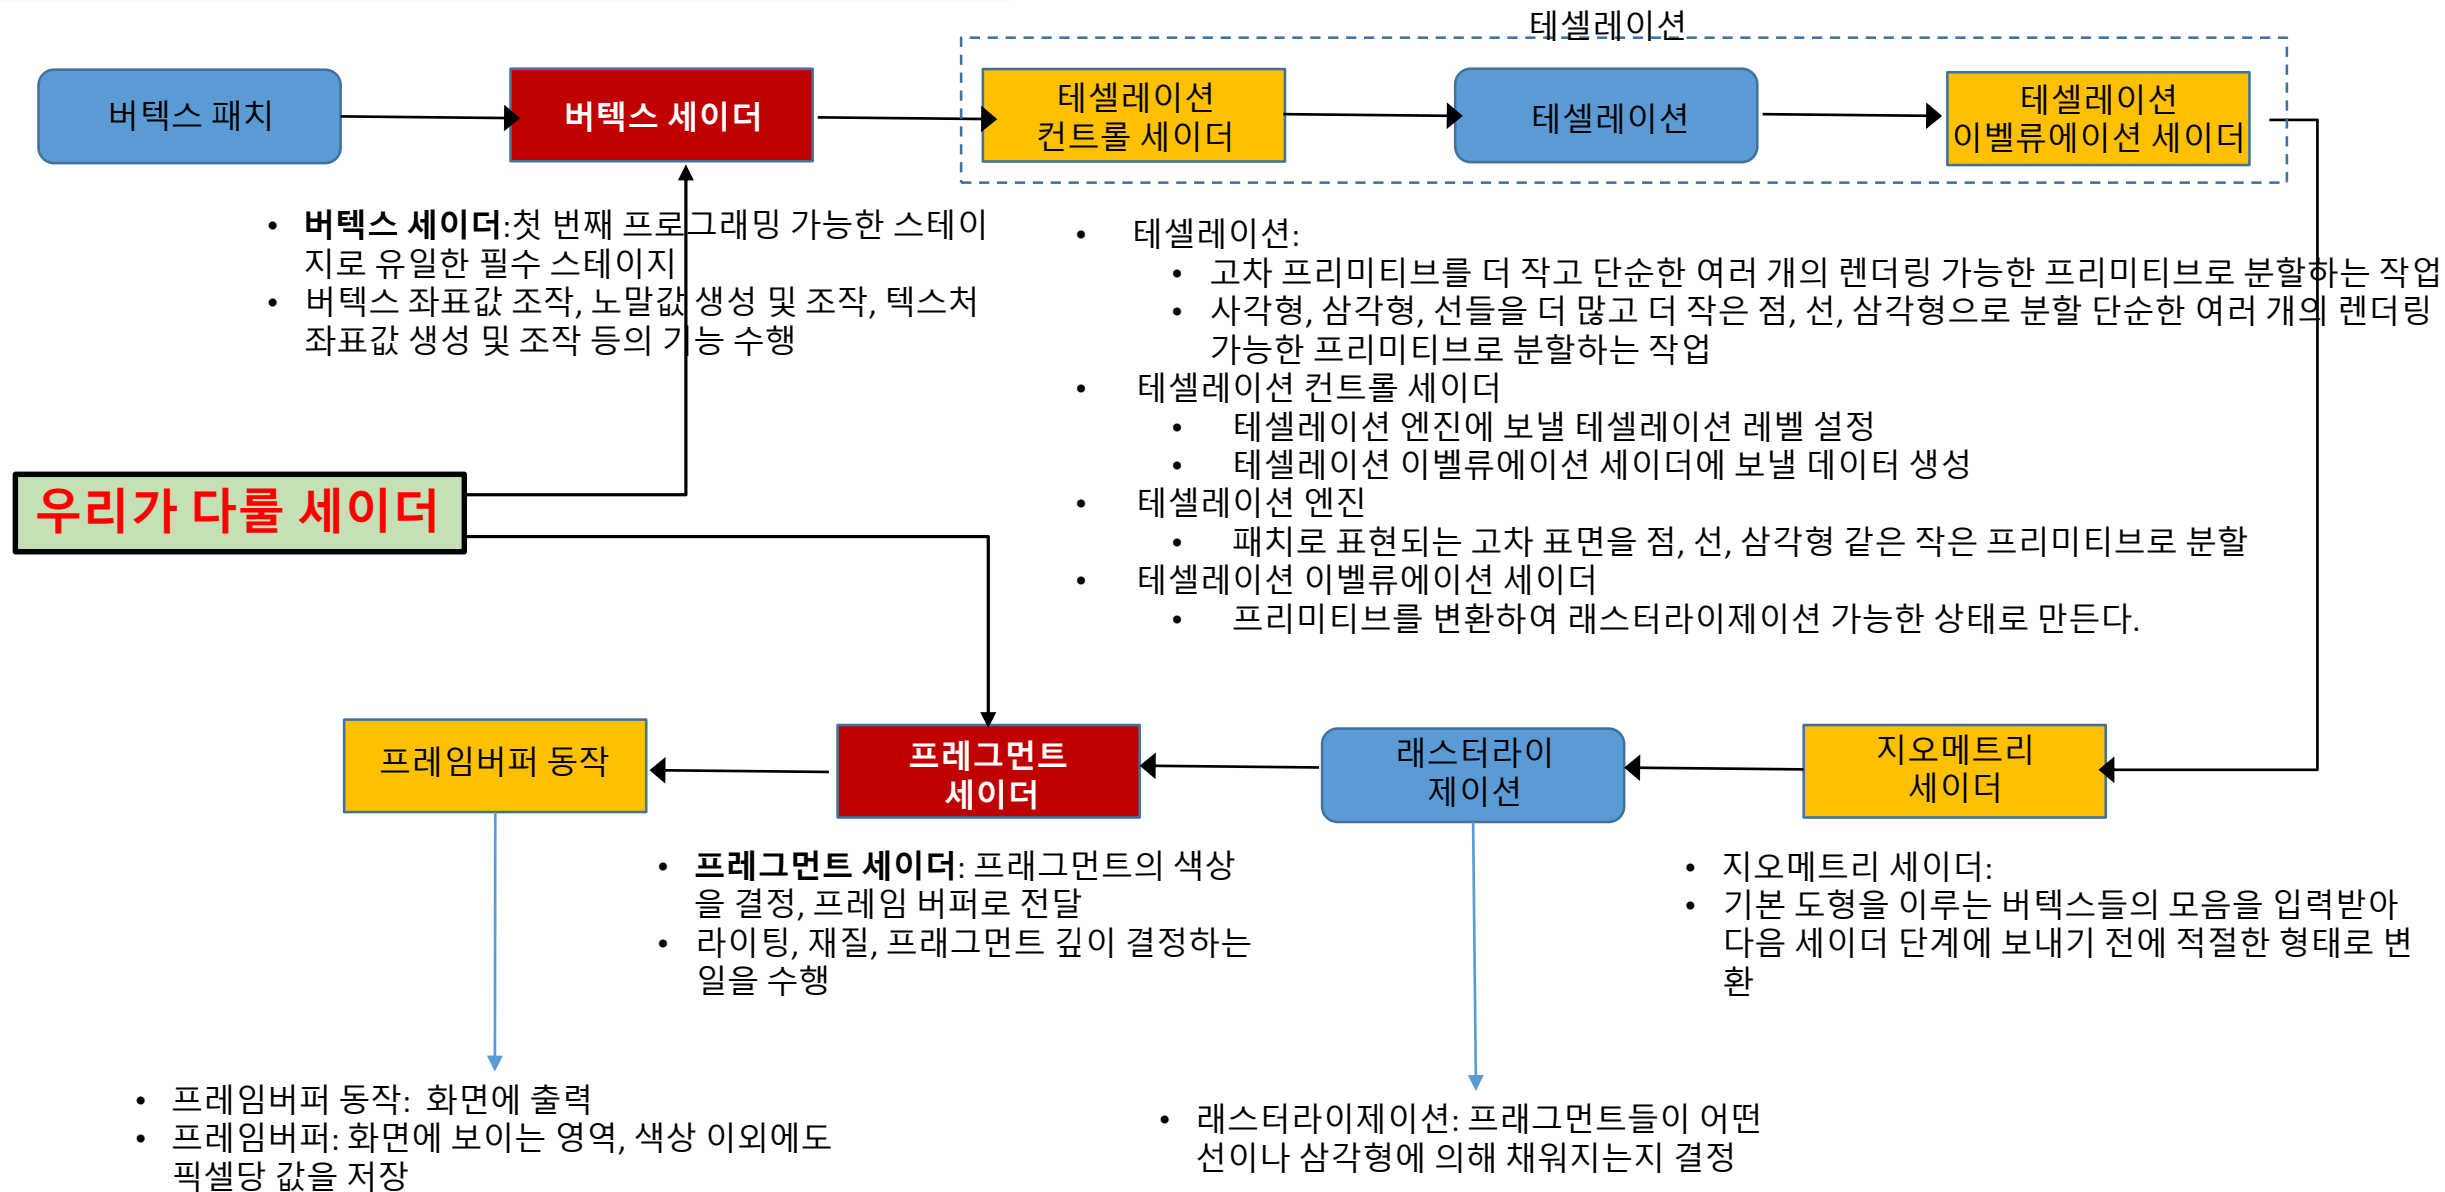 테셀레이션
버텍스 패치
버텍스 세이더
테셀레이션
컨트롤 세이더
테셀레이션
테셀레이션
이벨류에이션 세이더
• 버텍스 세이더:첫 번째 프로그래밍 가능한 스테이
지로 유일한 필수 스테이지
• 버텍스 좌표값 조작, 노말값 생성 및 조작, 텍스처
좌표값 생성 및 조작 등의 기능 수행
• 테셀레이션:
• 고차 프리미티브를 더 작고 단순한 여러 개의 렌더링 가능한 프리미티브로 분할하는 작업
• 사각형, 삼각형, 선들을 더 많고 더 작은 점, 선, 삼각형으로 분할 단순한 여러 개의 렌더링
가능한 프리미티브로 분할하는 작업
• 테셀레이션 컨트롤 세이더
• 테셀레이션 엔진에 보낼 테셀레이션 레벨 설정
• 테셀레이션 이벨류에이션 세이더에 보낼 데이터 생성
• 테셀레이션 엔진
• 패치로 표현되는 고차 표면을 점, 선, 삼각형 같은 작은 프리미티브로 분할
• 테셀레이션 이벨류에이션 세이더
• 프리미티브를 변환하여 래스터라이제이션 가능한 상태로 만든다.
우리가 다룰 세이더
프레임버퍼 동작
프레그먼트
세이더
래스터라이
제이션
지오메트리
세이더
• 프레그먼트 세이더: 프래그먼트의 색상
을 결정, 프레임 버퍼로 전달
• 라이팅, 재질, 프래그먼트 깊이 결정하는
일을 수행
• 지오메트리 세이더:
• 기본 도형을 이루는 버텍스들의 모음을 입력받아
다음 세이더 단계에 보내기 전에 적절한 형태로 변
환
• 프레임버퍼 동작: 화면에 출력
• 프레임버퍼: 화면에 보이는 영역, 색상 이외에도
픽셀당 값을 저장
• 래스터라이제이션: 프래그먼트들이 어떤
선이나 삼각형에 의해 채워지는지 결정